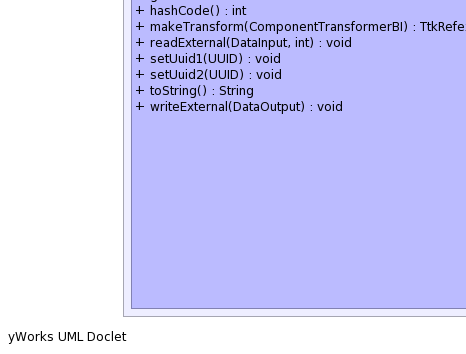 + hashCode() : int
+ makeTransform(ComponentTransformerBI) : TtkRefe
+ readExternal(DataInput, int) : void
+ setUuid1(UUID) : void
+ setUuid2(UUID) : void
+ toString() : String
+ writeExternal(DataOutput) : void
yWorks UML Doclet